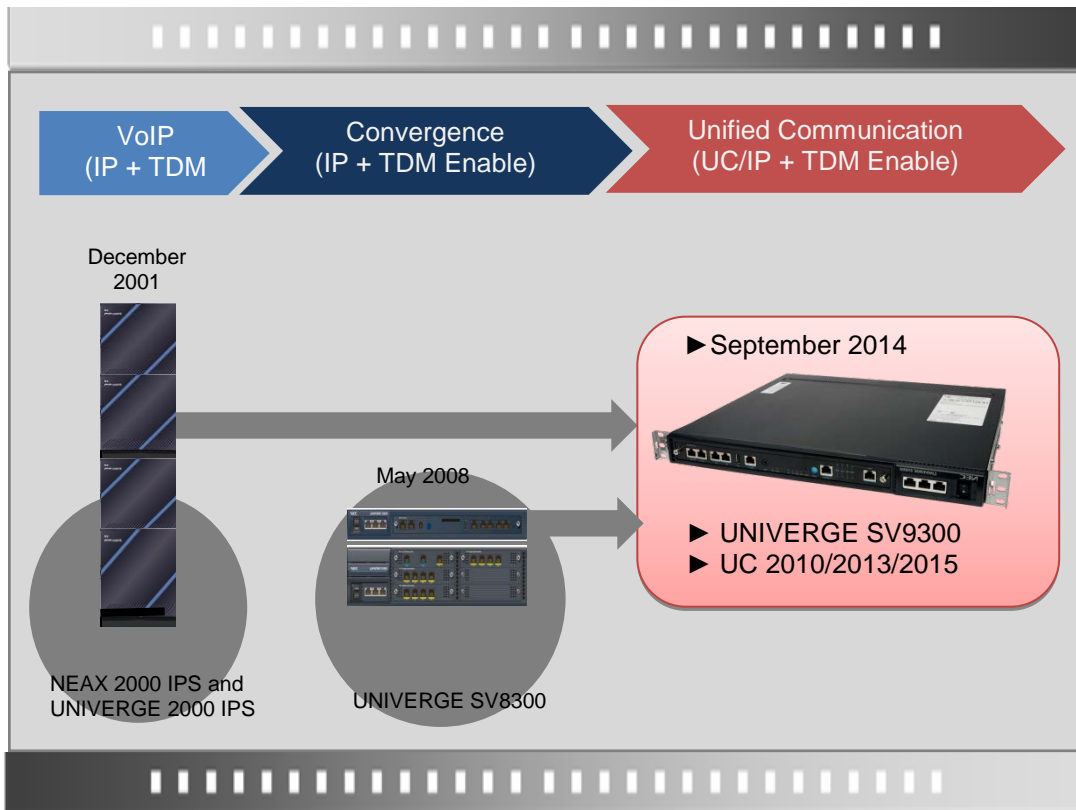 VoIP
(IP + TDM
Convergence
(IP + TDM Enable)
Unified Communication
(UC/IP + TDM Enable)
December
2001
►September 2014
May 2008
► UNIVERGE SV9300
► UC 2010/2013/2015
NEAX 2000 IPS and
UNIVERGE 2000 IPS
UNIVERGE SV8300